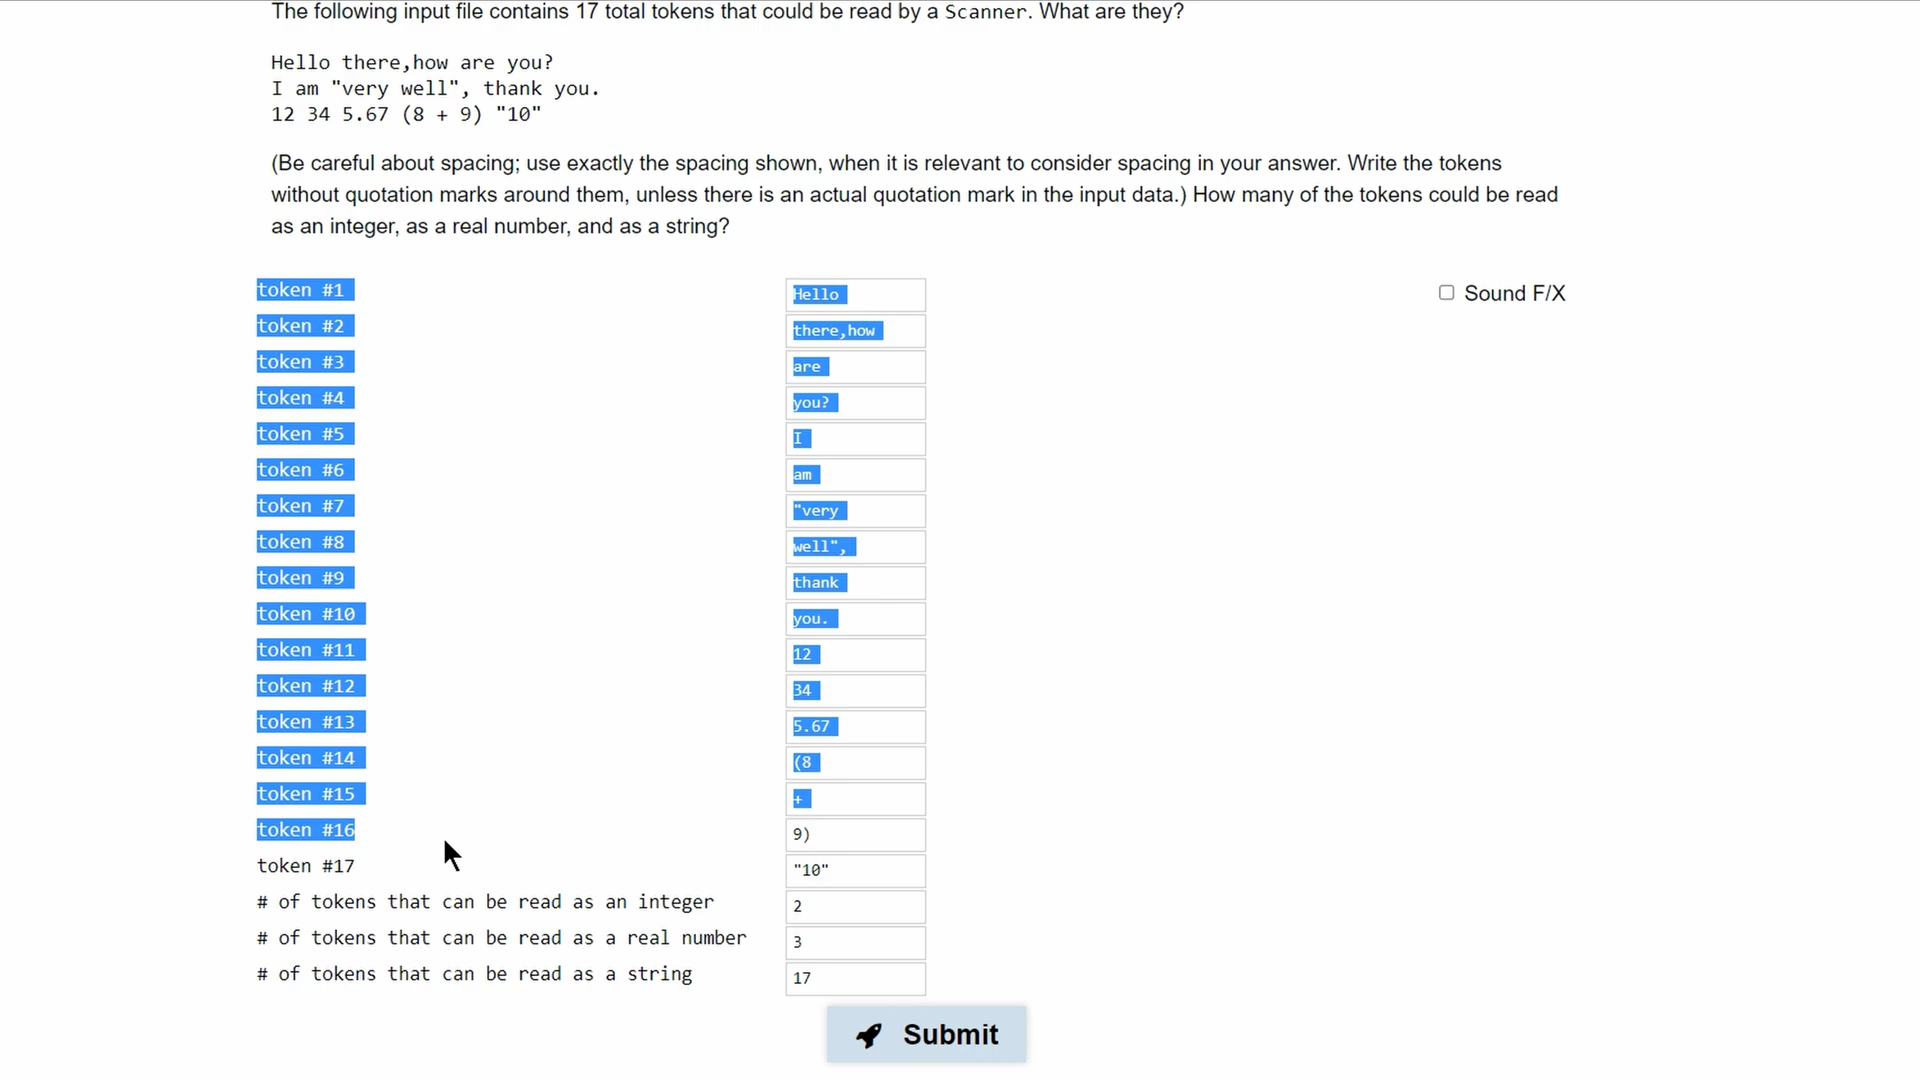 The following input file contains 17 total tokens that could be read by a Scanner. What are they?
Hello there,how are you?
I am "very well", thank you.
12 34 5.67 (8 + 9) "10"
(Be careful about spacing; use exactly the spacing shown, when it is relevant to consider spacing in your answer. Write the tokens
without quotation marks around them, unless there is an actual quotation mark in the input data.) How many of the tokens could be read
as an integer, as a real number, and as a string?
token #1 Hello
Sound F/X
token #2 there,how
token #3 are
token #4 you?
token #5 I
token #6 am
token #7 "very
token #8 well",
token #9 thank
token #10 you.
token #11 12
token #12 34
token #13 5.67
token #14 (8
token #15 +
token #16 9)
token #17 "10"
# of tokens that can be read as an integer 2
# of tokens that can be read as a real number 3
# of tokens that can be read as a string 17
Submit